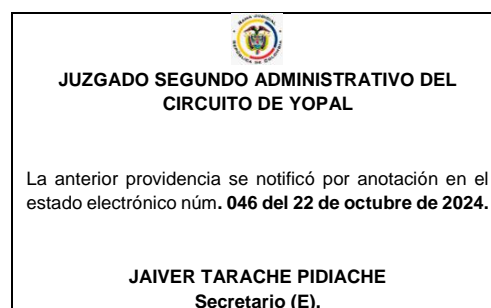 JUZGADO SEGUNDO ADMINISTRATIVO DEL
CIRCUITO DE YOPAL
La anterior providencia se notificó por anotación en el
estado electrónico núm. 046 del 22 de octubre de 2024.
JAIVER TARACHE PIDIACHE
Secretario (E).